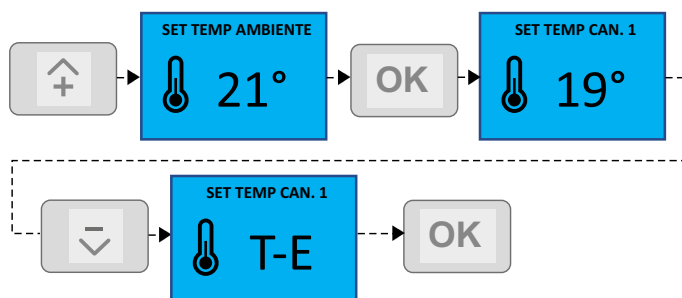 +
SET TEMP AMBIENTE
21°
OK
SET TEMP CAN. 1
19°
-
SET TEMP CAN. 1
T-E
OK